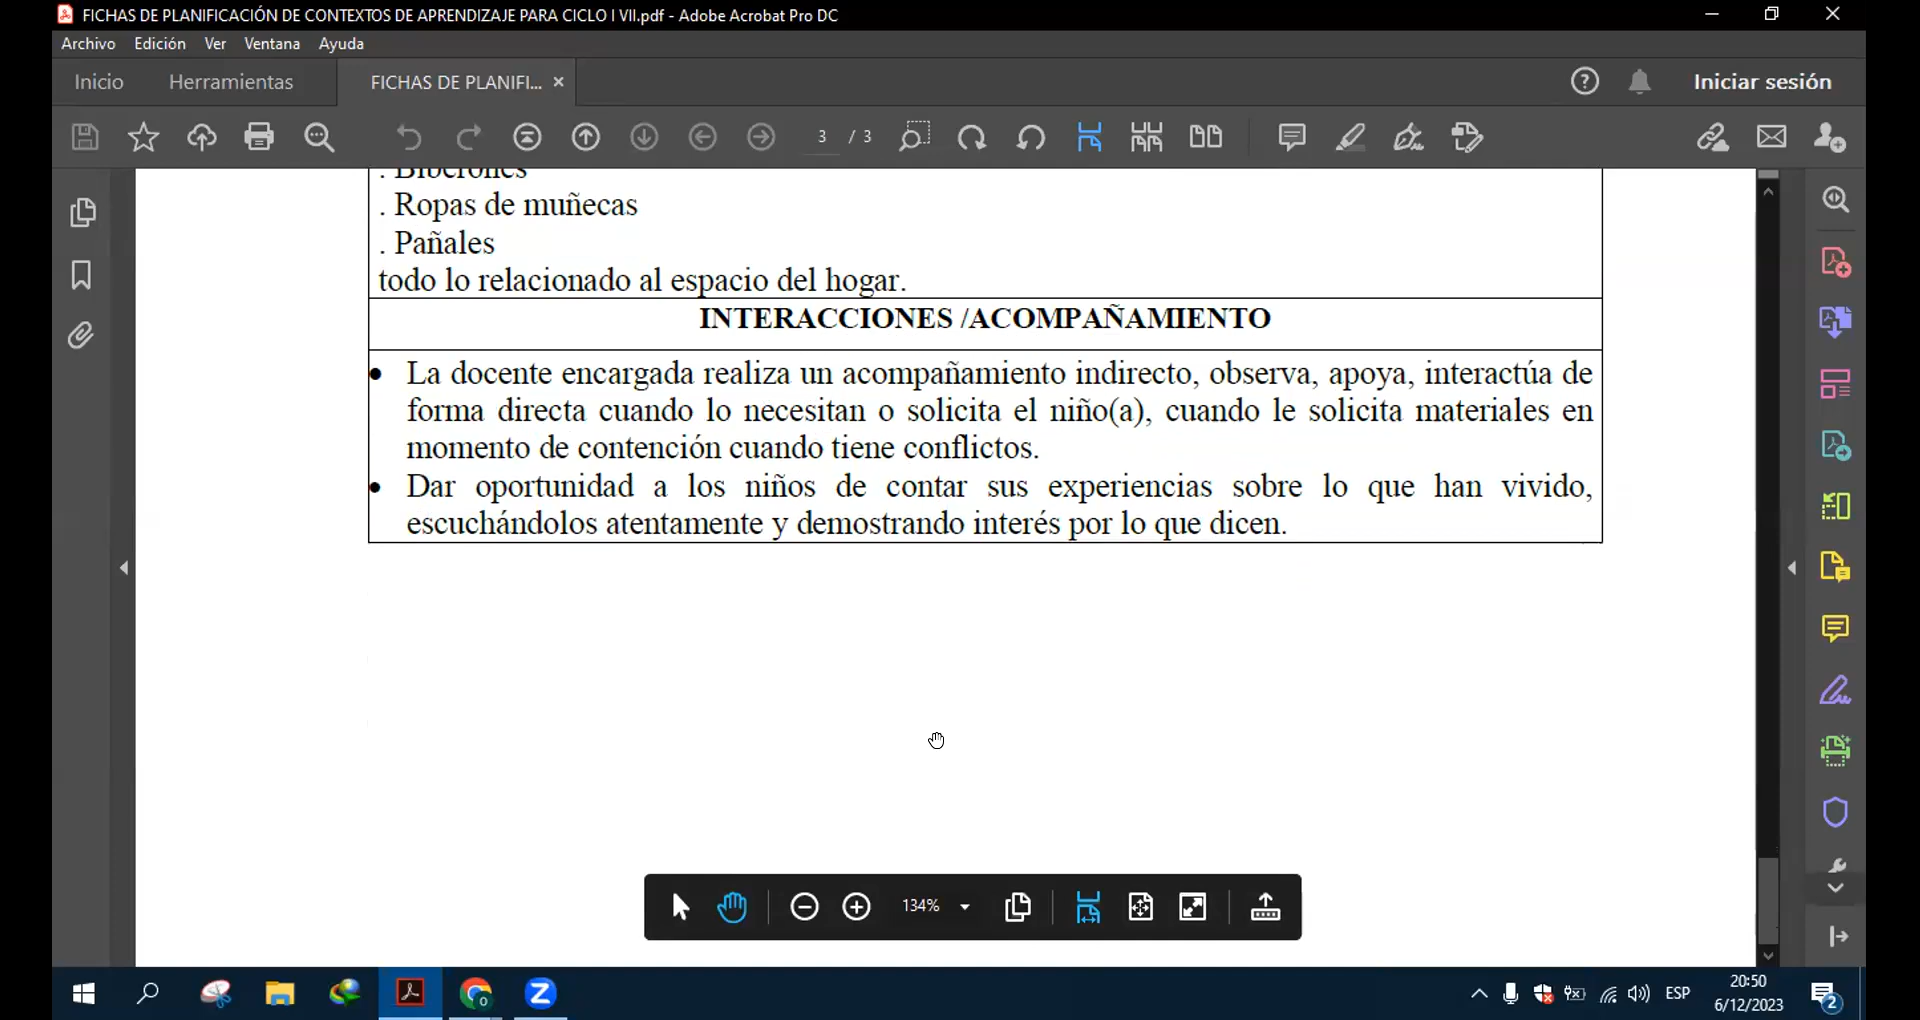 FICHAS DE PLANIFICACIÓN DE CONTEXTOS DE APRENDIZAJE PARA CICLO I VII.pdf - Adobe Acrobat Pro DC
Archivo Edición Ver Ventana Ayuda
Inicio Herramientas FICHAS DE PLANIFI... Iniciar sesión
3 / 3
. Biberones
. Ropas de muñecas
. Pañales
todo lo relacionado al espacio del hogar.
INTERACCIONES /ACOMPAÑAMIENTO
• La docente encargada realiza un acompañamiento indirecto, observa, apoya, interactúa de
forma directa cuando lo necesitan o solicita el niño(a), cuando le solicita materiales en
momento de contención cuando tiene conflictos.
• Dar oportunidad a los niños de contar sus experiencias sobre lo que han vivido,
escuchándolos atentamente y demostrando interés por lo que dicen.
134%
ESP
20:50
6/12/2023
2